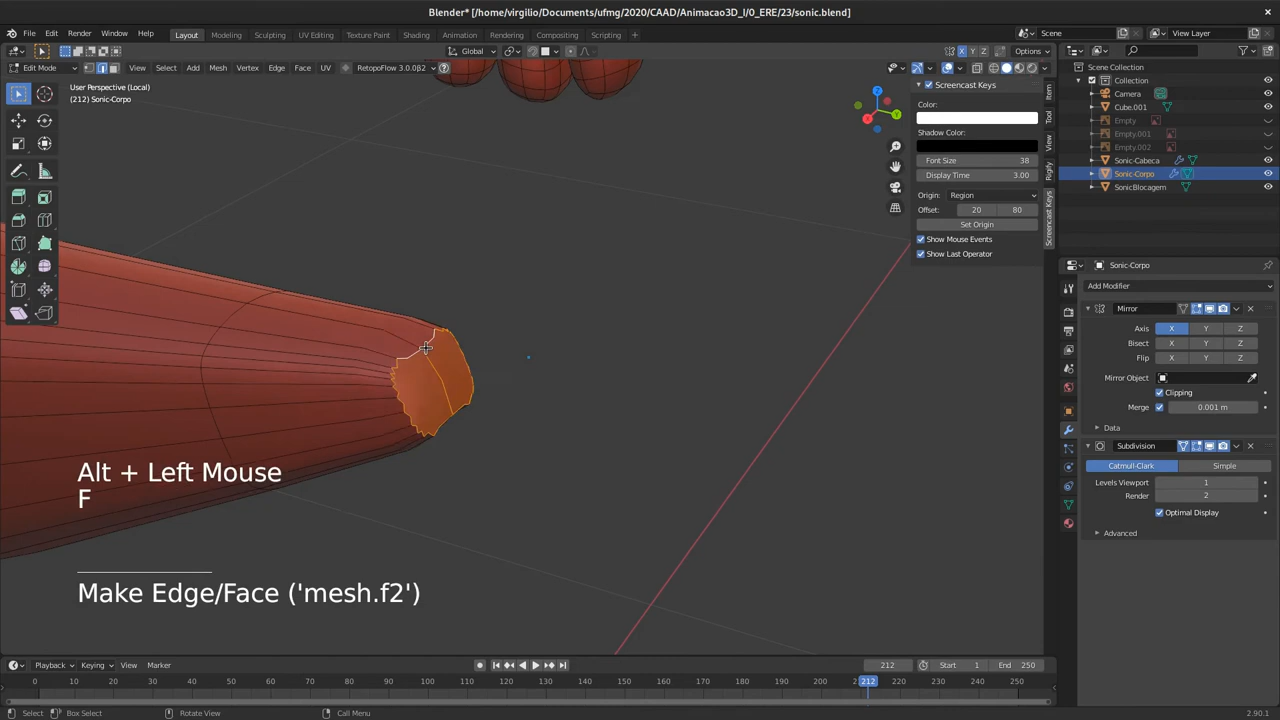 Blender* [/home/virgilio/Documents/ufmg/2020/CAAD/Animacao3D_I/0_ERE/23/sonic.blend]
File Edit Render Window Help Layout Modeling Sculpting UV Editing Texture Paint Shading Animation Rendering Compositing Scripting + Scene View Layer
Global X Y Z Options
Edit Mode View Select Add Mesh Vertex Edge Face UV RetopoFlow 3.0.0β2
User Perspective (Local)
(212) Sonic-Corpo
Z
Y
X
Screencast Keys
Color:
Shadow Color:
Font Size 38
Display Time 3.00
Origin: Region
Offset: 20 80
Set Origin
Show Mouse Events
Show Last Operator
Item
Tool
View
Rigify
Screencast Keys
Scene Collection
Collection
Camera
Cube.001
Empty
Empty.001
Empty.002
Sonic-Cabeca
Sonic-Corpo
SonicBlocagem
Sonic-Corpo
Add Modifier
Mirror
Axis X Y Z
Bisect X Y Z
Flip X Y Z
Mirror Object
Clipping
Merge 0.001 m
Data
Subdivision
Catmull-Clark Simple
Levels Viewport 1
Render 2
Optimal Display
Advanced
Alt + Left Mouse
F
Make Edge/Face ('mesh.f2')
Playback Keying View Marker 212 Start 1 End 250
0 10 20 30 40 50 60 70 80 90 100 110 120 130 140 150 160 170 180 190 200 212 220 230 240 250
Select Box Select Rotate View Call Menu 2.90.1